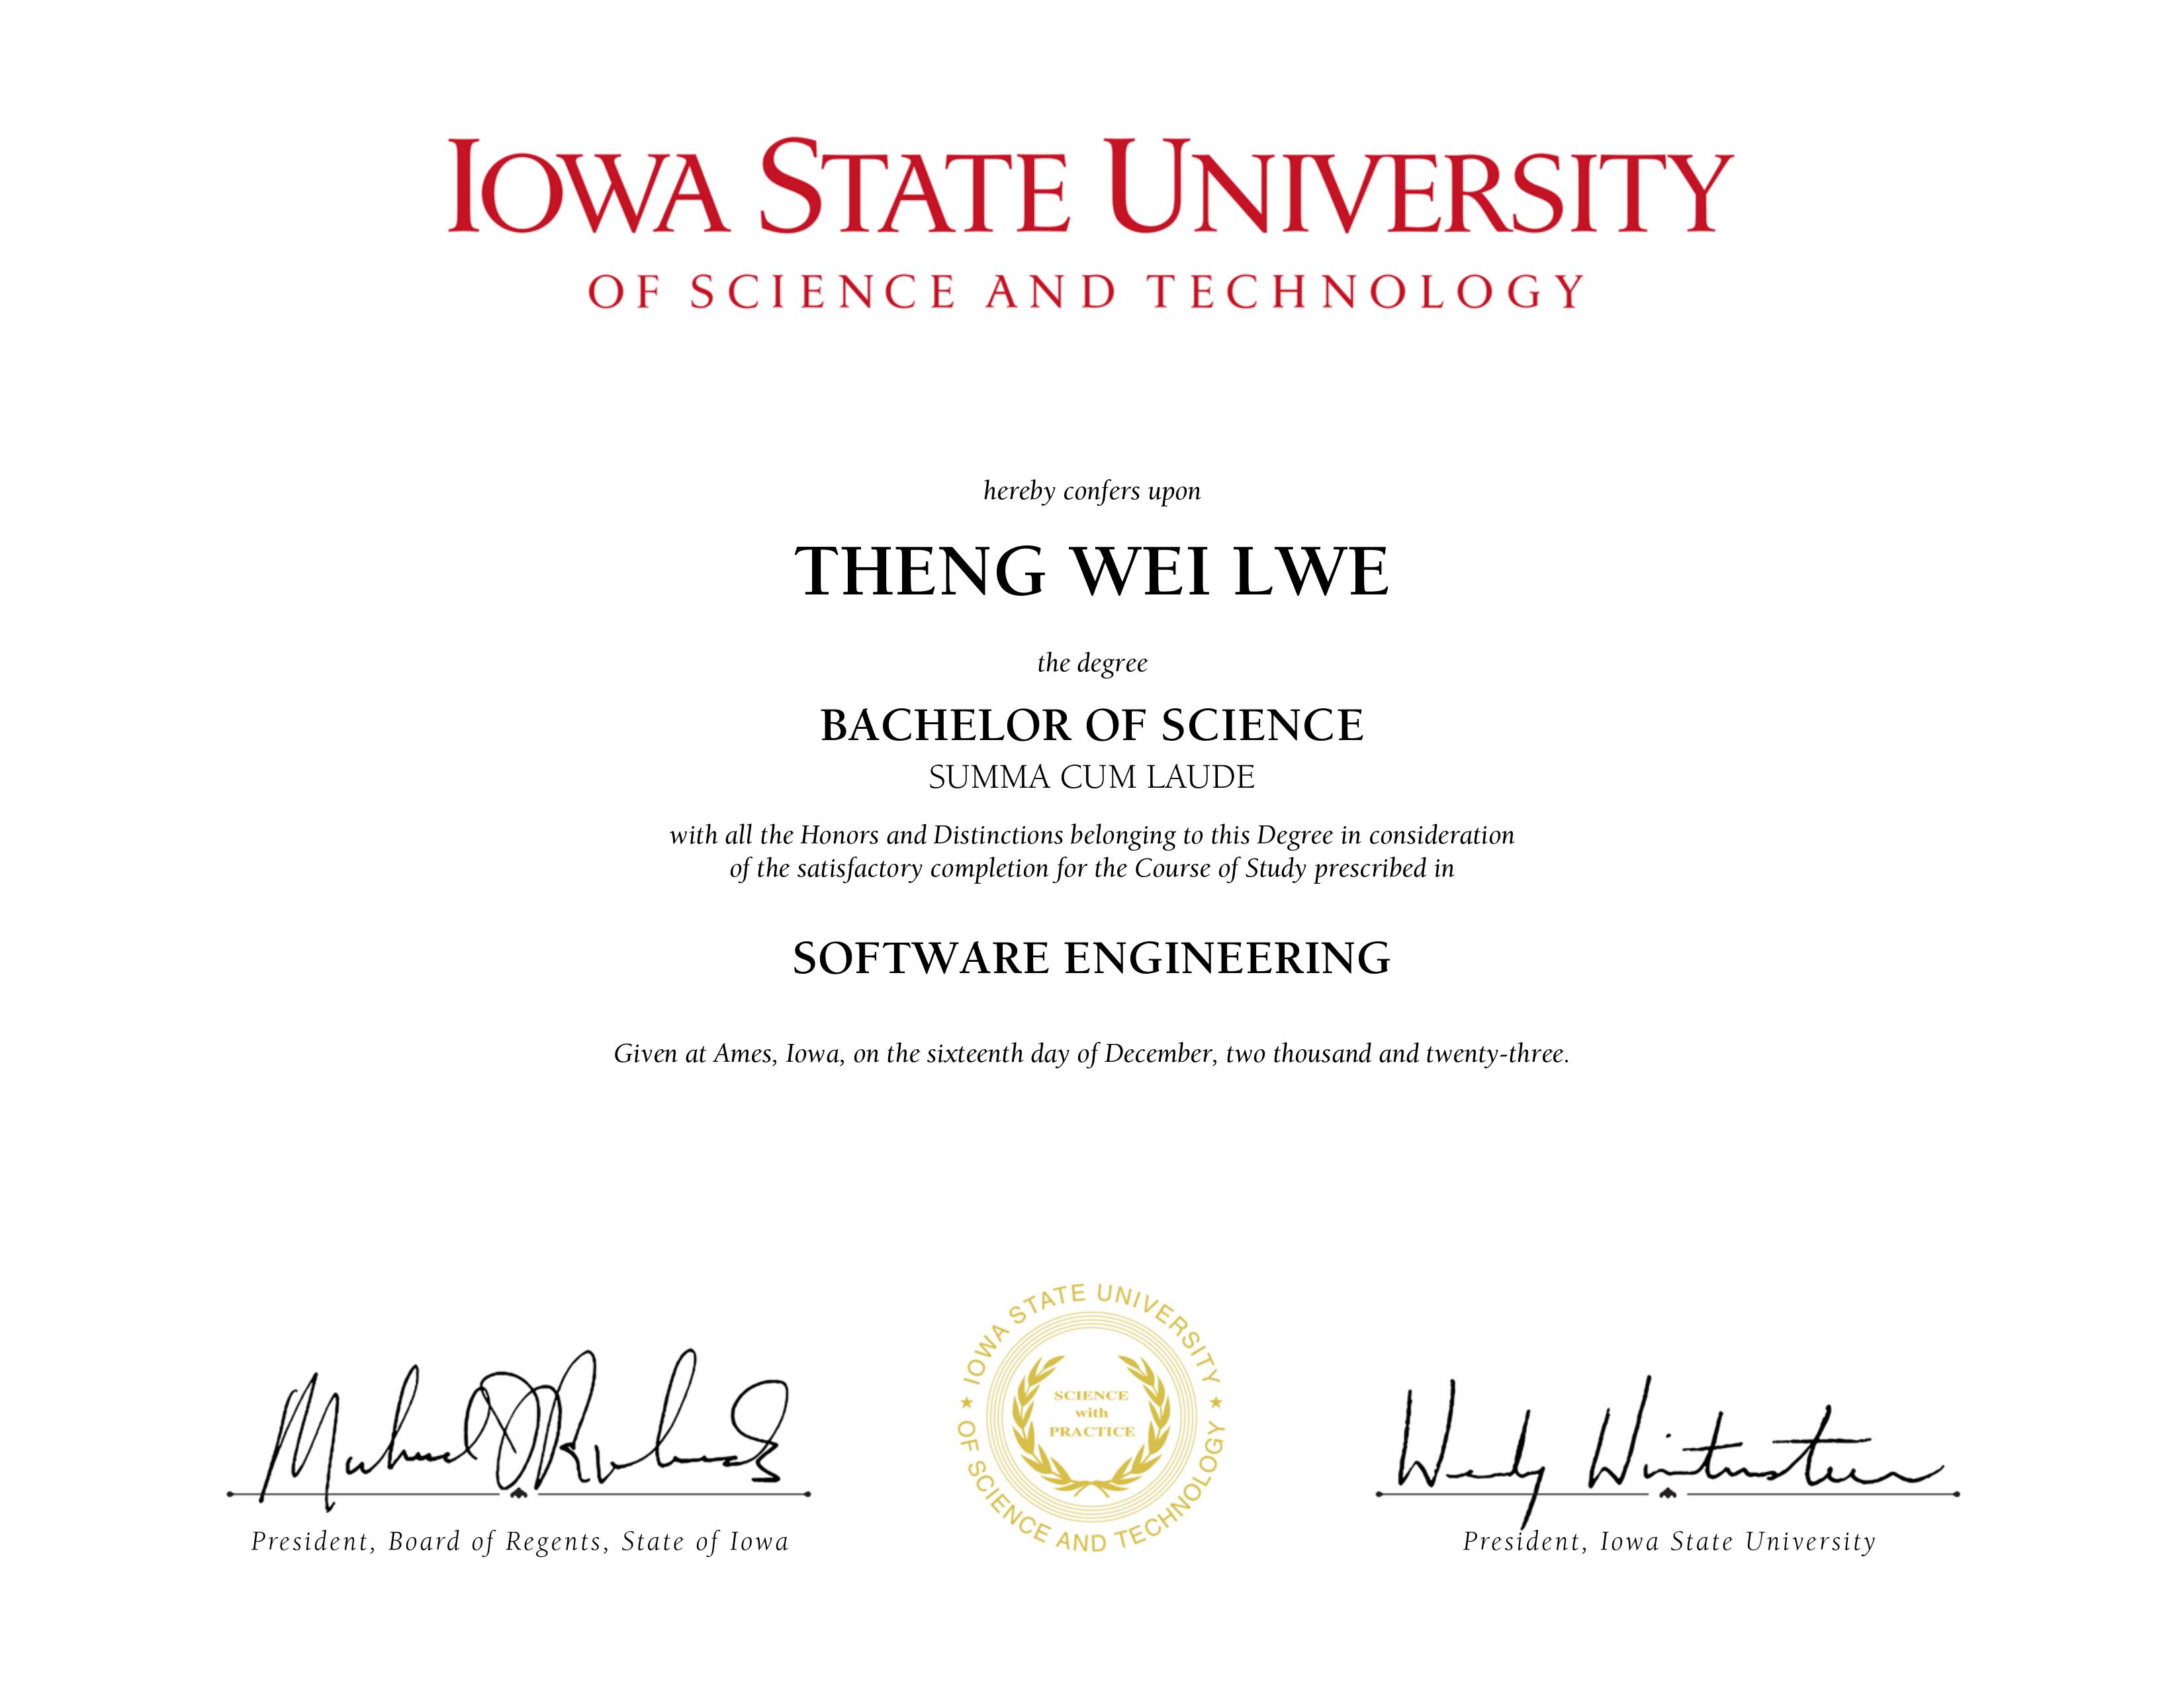 IOWA STATE UNIVERSITY
OF SCIENCE AND TECHNOLOGY
hereby confers upon
THENG WEI LWE
the degree
BACHELOR OF SCIENCE
SUMMA CUM LAUDE
with all the Honors and Distinctions belonging to this Degree in consideration
of the satisfactory completion for the Course of Study prescribed in
SOFTWARE ENGINEERING
Given at Ames, Iowa, on the sixteenth day of December, two thousand and twenty-three.
IOWA STATE UNIVERSITY
SCIENCE
with
PRACTICE
OF SCIENCE AND TECHNOLOGY
Wendy Wintersteen
President, Board of Regents, State of Iowa
President, Iowa State University